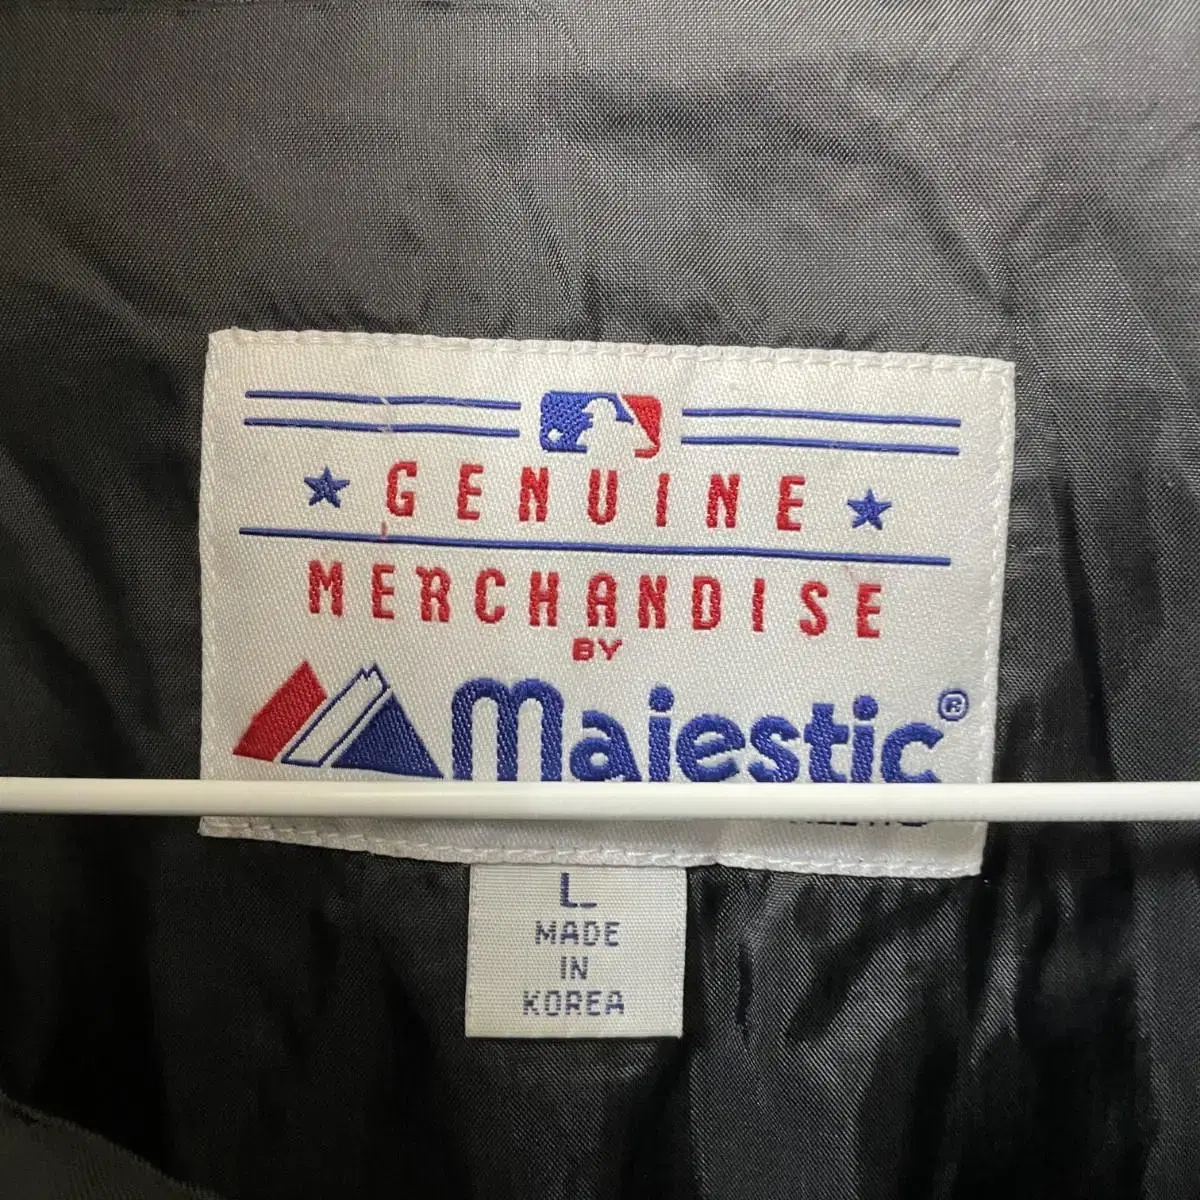 GENUINE
MERCHANDISE
BY
Majestic®
L
MADE
IN
KOREA